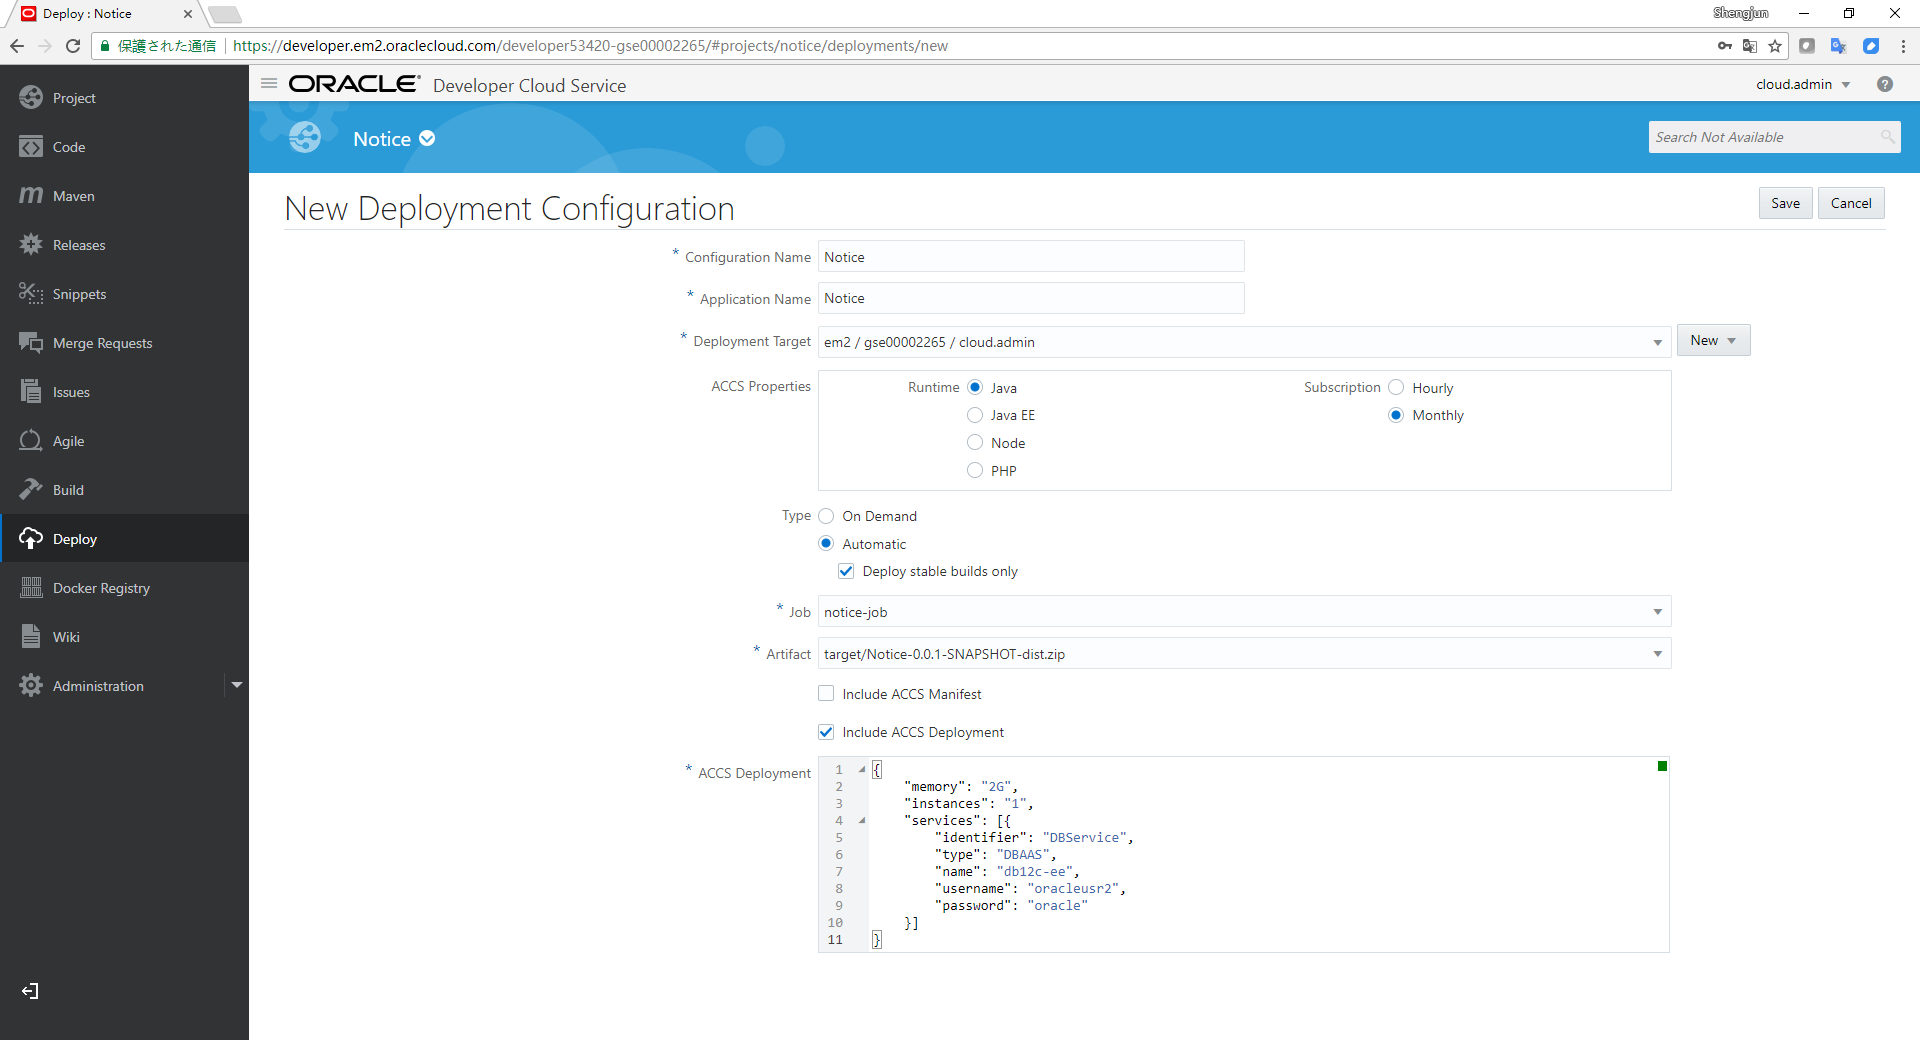 Deploy : Notice
Shengjun
保護された通信 https://developer.em2.oraclecloud.com/developer53420-gse00002265/#projects/notice/deployments/new
Project
Code
Maven
Releases
Snippets
Merge Requests
Issues
Agile
Build
Deploy
Docker Registry
Wiki
Administration
ORACLE Developer Cloud Service
cloud.admin
Notice
Search Not Available
New Deployment Configuration
Save Cancel
* Configuration Name Notice
* Application Name Notice
* Deployment Target em2 / gse00002265 / cloud.admin New
ACCS Properties Runtime Java Subscription Hourly
Java EE Monthly
Node
PHP
Type On Demand
Automatic
Deploy stable builds only
* Job notice-job
* Artifact target/Notice-0.0.1-SNAPSHOT-dist.zip
Include ACCS Manifest
Include ACCS Deployment
* ACCS Deployment
1 {
2 "memory": "2G",
3 "instances": "1",
4 "services": [{
5 "identifier": "DBService",
6 "type": "DBAAS",
7 "name": "db12c-ee",
8 "username": "oracleusr2",
9 "password": "oracle"
10 }]
11 }